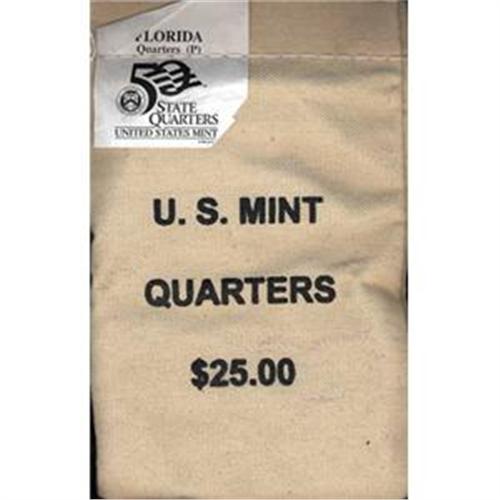 FLORIDA
Quarters (P)
50
STATE
QUARTERS
UNITED STATES MINT
U. S. MINT
QUARTERS
$25.00